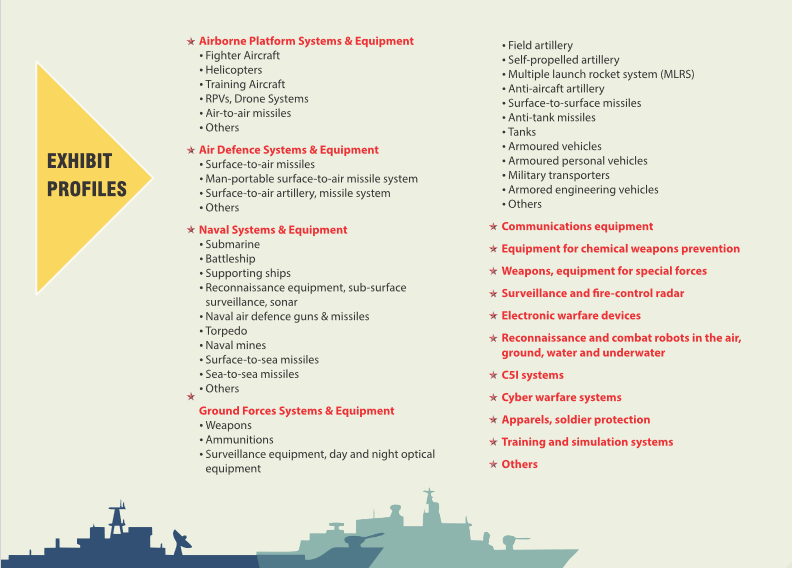 EXHIBIT
PROFILES
Airborne Platform Systems & Equipment
• Fighter Aircraft
• Helicopters
• Training Aircraft
• RPVs, Drone Systems
• Air-to-air missiles
• Others
Air Defence Systems & Equipment
• Surface-to-air missiles
• Man-portable surface-to-air missile system
• Surface-to-air artillery, missile system
• Others
Naval Systems & Equipment
• Submarine
• Battleship
• Supporting ships
• Reconnaissance equipment, sub-surface
surveillance, sonar
• Naval air defence guns & missiles
• Torpedo
• Naval mines
• Surface-to-sea missiles
• Sea-to-sea missiles
• Others
Ground Forces Systems & Equipment
• Weapons
• Ammunitions
• Surveillance equipment, day and night optical
equipment
• Field artillery
• Self-propelled artillery
• Multiple launch rocket system (MLRS)
• Anti-aircaft artillery
• Surface-to-surface missiles
• Anti-tank missiles
• Tanks
• Armoured vehicles
• Armoured personal vehicles
• Military transporters
• Armored engineering vehicles
• Others
Communications equipment
Equipment for chemical weapons prevention
Weapons, equipment for special forces
Surveillance and fire-control radar
Electronic warfare devices
Reconnaissance and combat robots in the air,
ground, water and underwater
C5I systems
Cyber warfare systems
Apparels, soldier protection
Training and simulation systems
Others